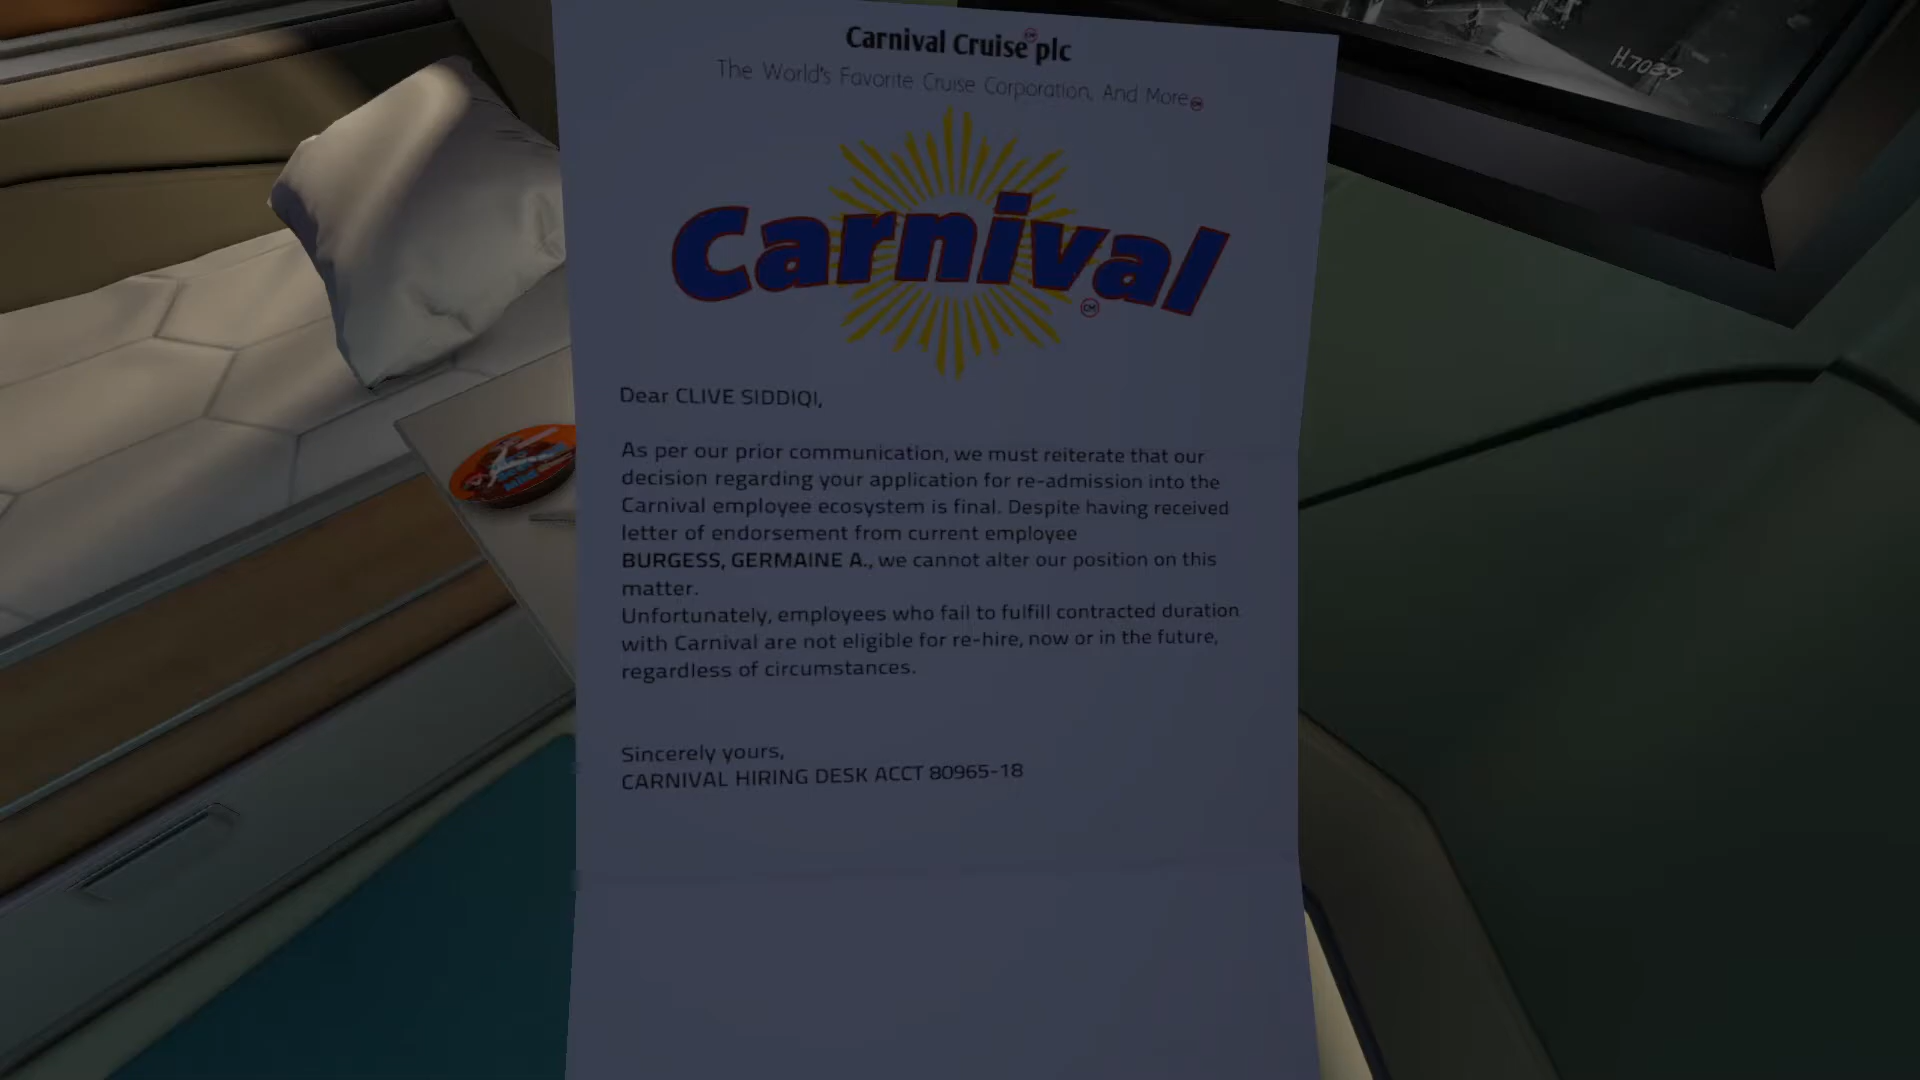 Carnival Cruise plc
The World's Favorite Cruise Corporation, And More
Carnival
CM
Dear CLIVE SIDDIQI,
As per our prior communication, we must reiterate that our
decision regarding your application for re-admission into the
Carnival employee ecosystem is final. Despite having received
letter of endorsement from current employee
BURGESS, GERMAINE A., we cannot alter our position on this
matter.
Unfortunately, employees who fail to fulfill contracted duration
with Carnival are not eligible for re-hire, now or in the future,
regardless of circumstances.
Sincerely yours,
CARNIVAL HIRING DESK ACCT 80965-18
H.7039